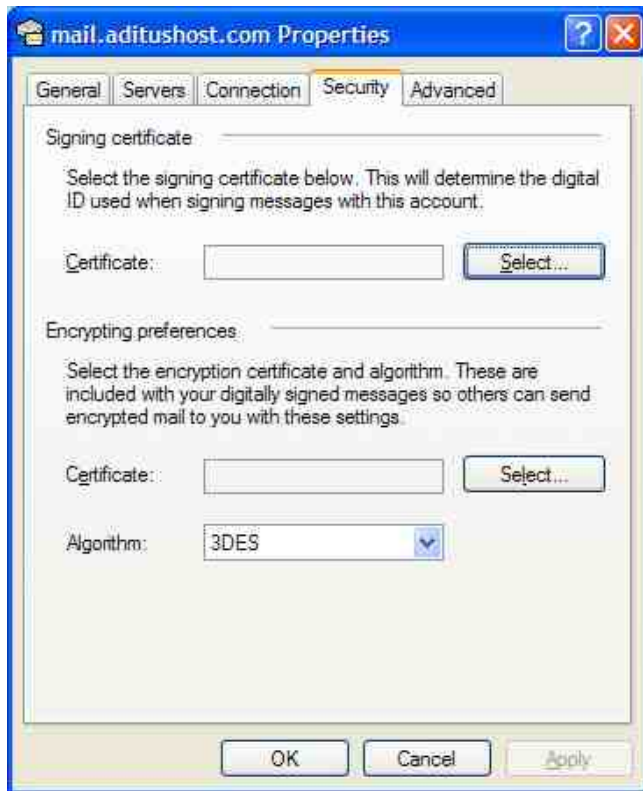 mail.aditushost.com Properties
General Servers Connection Security Advanced
Signing certificate
Select the signing certificate below. This will determine the digital
ID used when signing messages with this account.
Certificate: Select...
Encrypting preferences
Select the encryption certificate and algorithm. These are
included with your digitally signed messages so others can send
encrypted mail to you with these settings.
Certificate: Select...
Algorithm: 3DES
OK Cancel Apply